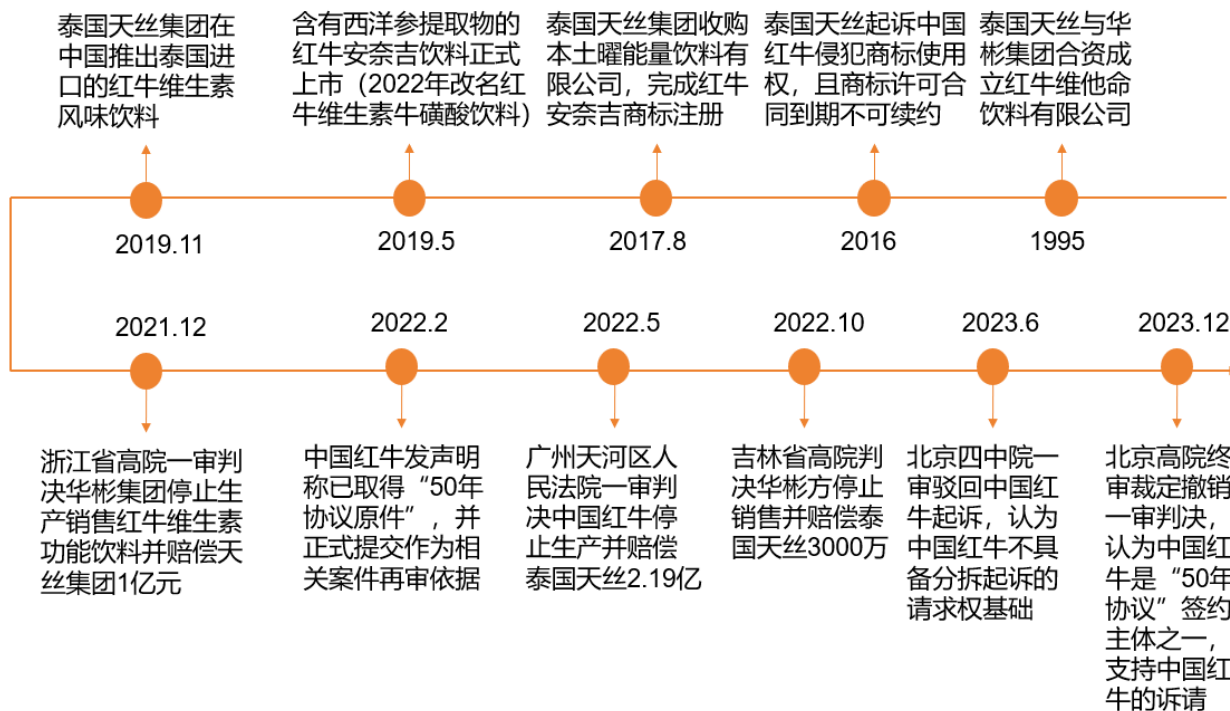 泰国天丝集团在
中国推出泰国进
口的红牛维生素
风味饮料
含有西洋参提取物的
红牛安奈吉饮料正式
上市（2022年改名红
牛维生素牛磺酸饮料）
泰国天丝集团收购
本土曜能量饮料有
限公司，完成红牛
安奈吉商标注册
泰国天丝起诉中国
红牛侵犯商标使用
权，且商标许可合
同到期不可续约
泰国天丝与华
彬集团合资成
立红牛维他命
饮料有限公司
2019.11
2019.5
2017.8
2016
1995
2021.12
2022.2
2022.5
2022.10
2023.6
2023.12
浙江省高院一审判
决华彬集团停止生
产销售红牛维生素
功能饮料并赔偿天
丝集团1亿元
中国红牛发声明
称已取得“50年
协议原件”，并
正式提交作为相
关案件再审依据
广州天河区人
民法院一审判
决中国红牛停
止生产并赔偿
泰国天丝2.19亿
吉林省高院判
决华彬方停止
销售并赔偿泰
国天丝3000万
北京四中院一
审驳回中国红
牛起诉，认为
中国红牛不具
备分拆起诉的
请求权基础
北京高院终
审裁定撤销
一审判决，
认为中国红
牛是“50年
协议”签约
主体之一，
支持中国红
牛的诉请